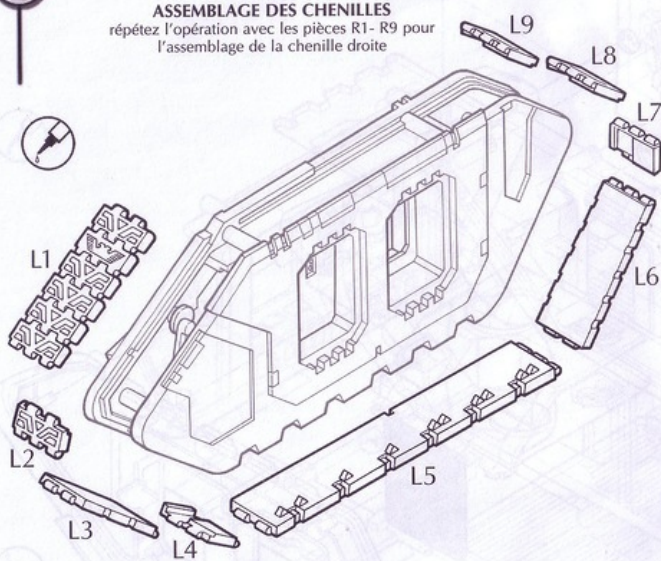 ASSEMBLAGE DES CHENILLES
répétez l'opération avec les pièces R1- R9 pour
l'assemblage de la chenille droite
L9
L8
L7
L1
L6
L2
L5
L3
L4